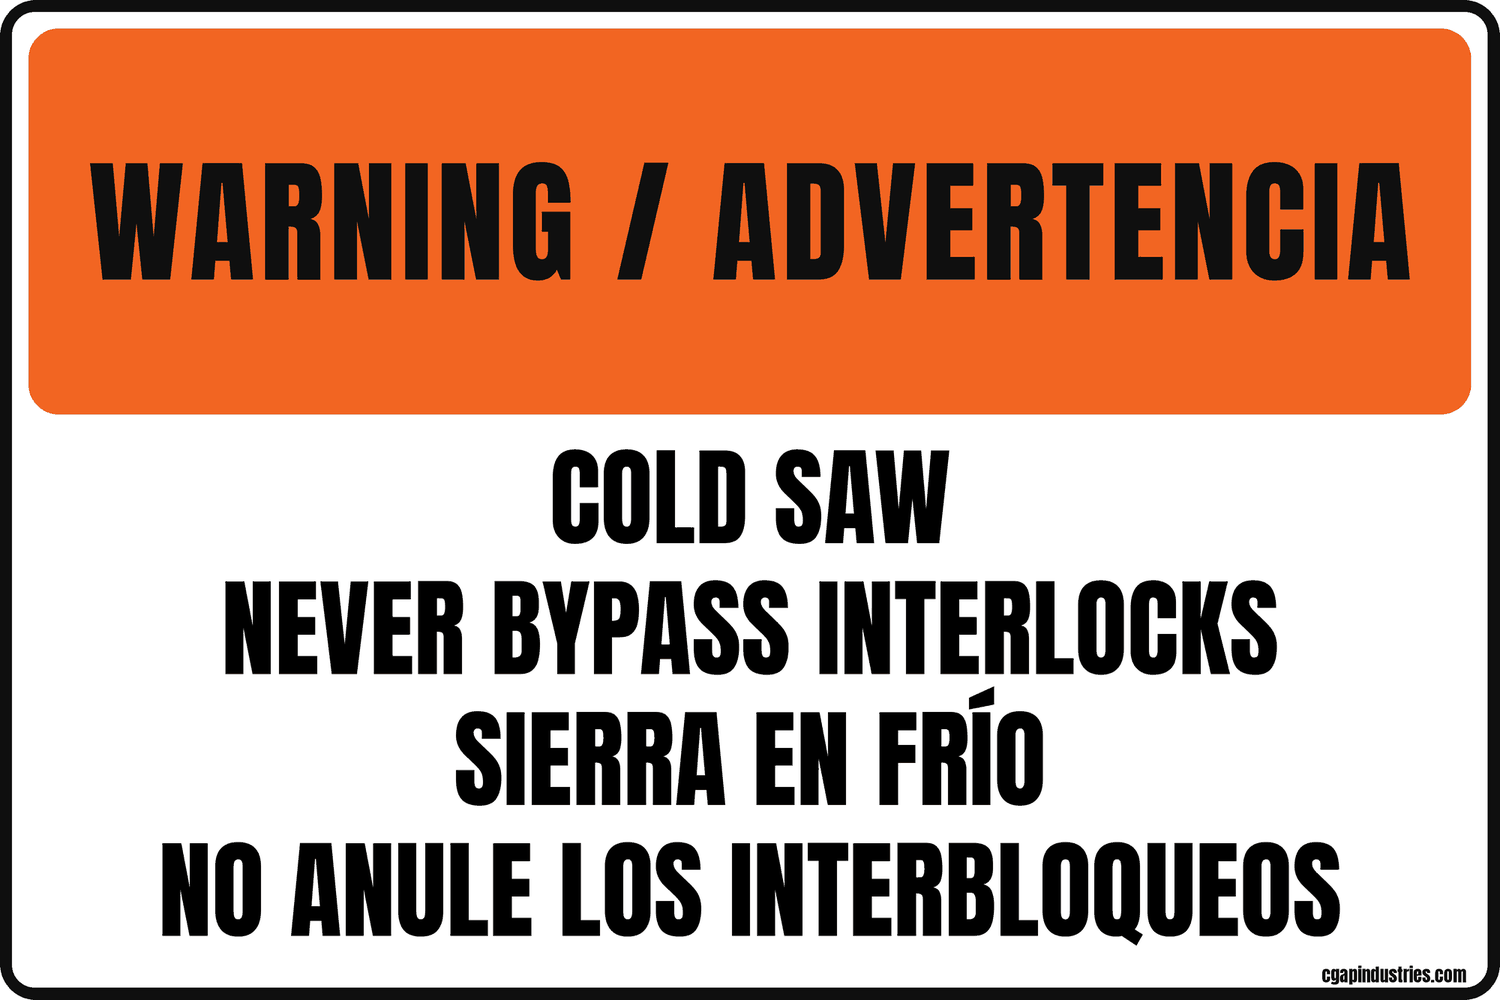 WARNING / ADVERTENCIA
COLD SAW
NEVER BYPASS INTERLOCKS
SIERRA EN FRÍO
NO ANULE LOS INTERBLOQUEOS
cgapindustries.com